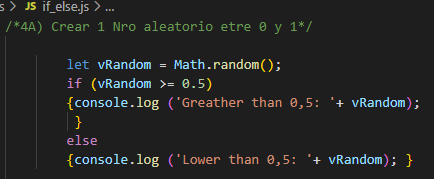 js > JS if_else.js > ...
/*4A) Crear 1 Nro aleatorio etre 0 y 1*/
let vRandom = Math.random();
if (vRandom >= 0.5)
{console.log ('Greather than 0,5: '+ vRandom);
}
else
{console.log ('Lower than 0,5: '+ vRandom); }